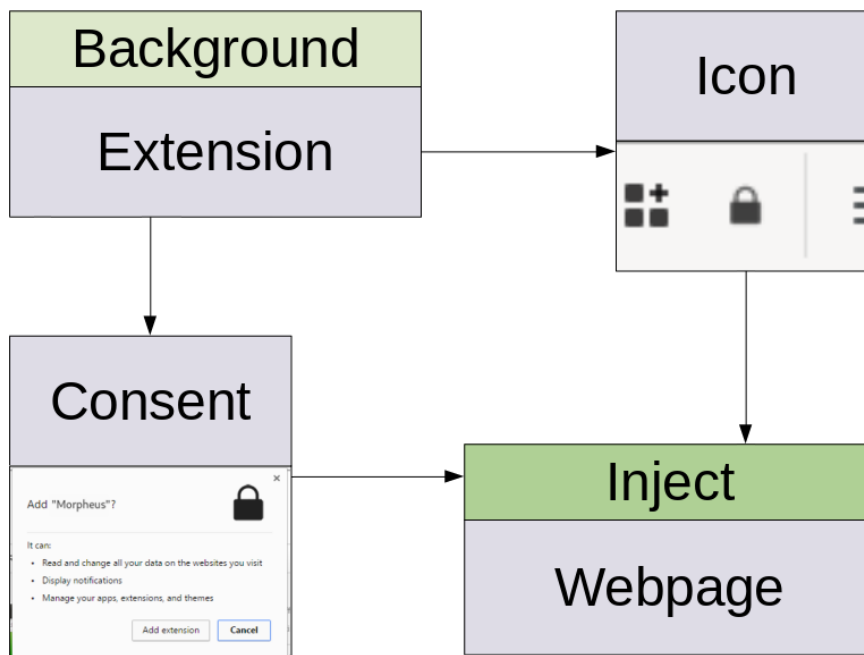 Background
Extension
Icon
Consent
Add "Morpheus"?
It can:
• Read and change all your data on the websites you visit
• Display notifications
• Manage your apps, extensions, and themes
Add extension Cancel
Inject
Webpage